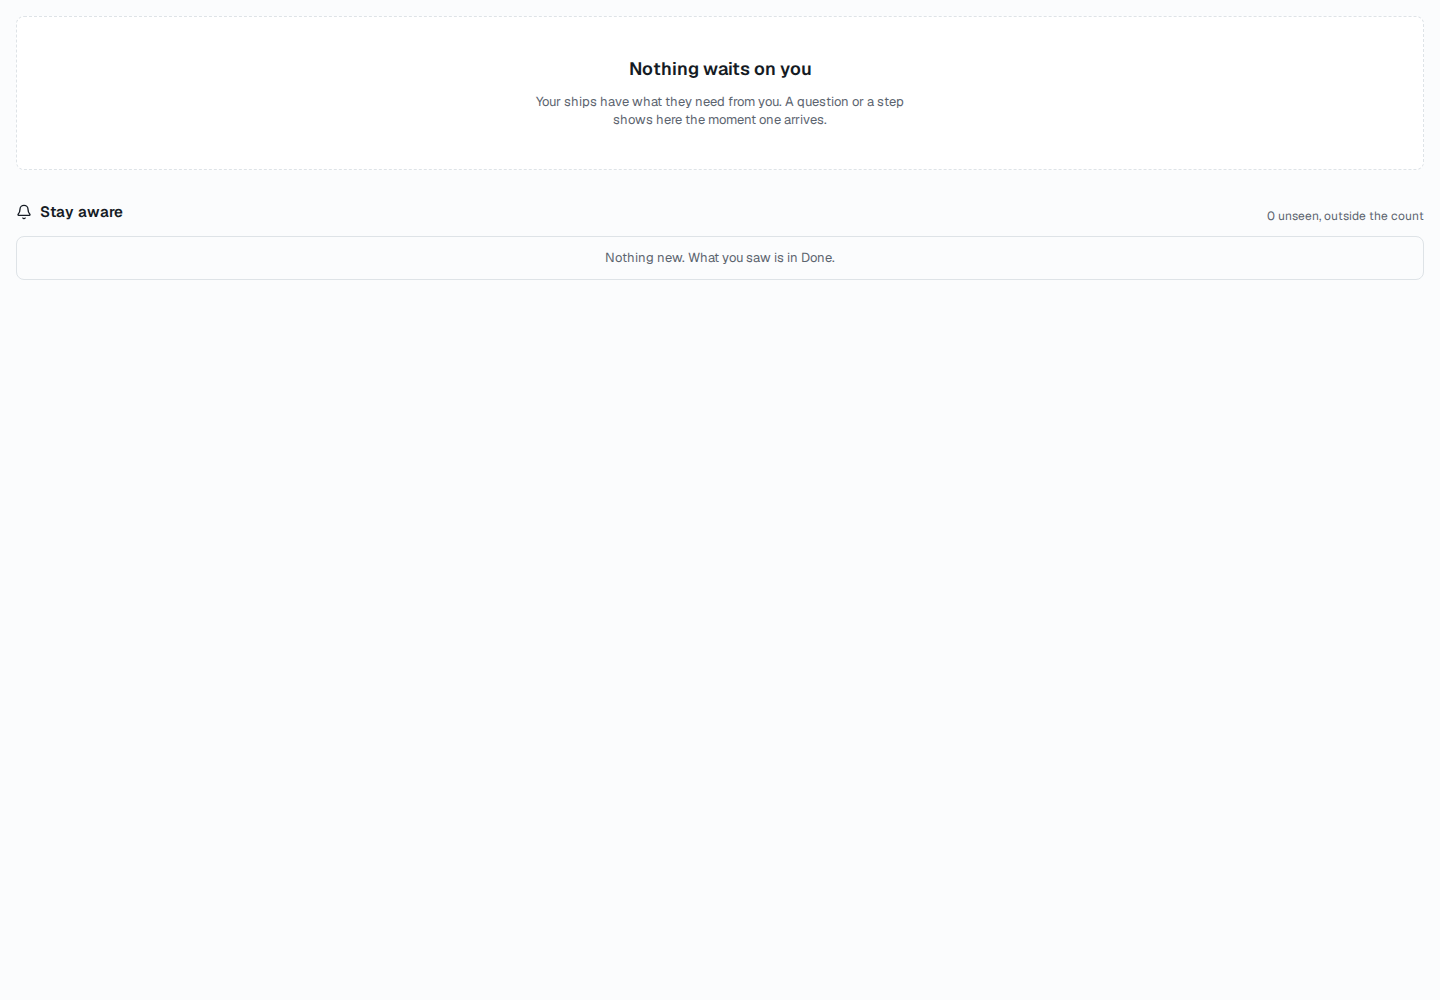 Nothing waits on you
Your ships have what they need from you. A question or a step
shows here the moment one arrives.
Stay aware
0 unseen, outside the count
Nothing new. What you saw is in Done.